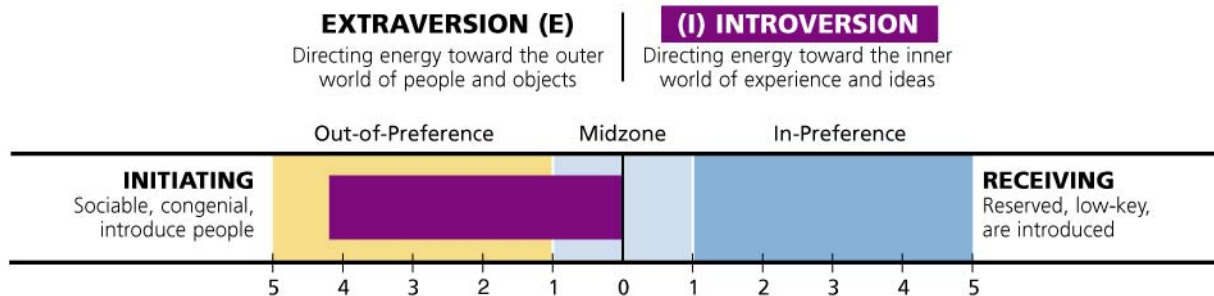 EXTRAVERSION (E)
Directing energy toward the outer
world of people and objects
(I) INTROVERSION
Directing energy toward the inner
world of experience and ideas
Out-of-Preference
Midzone
In-Preference
INITIATING
Sociable, congenial,
introduce people
RECEIVING
Reserved, low-key,
are introduced
5 4 3 2 1 0 1 2 3 4 5